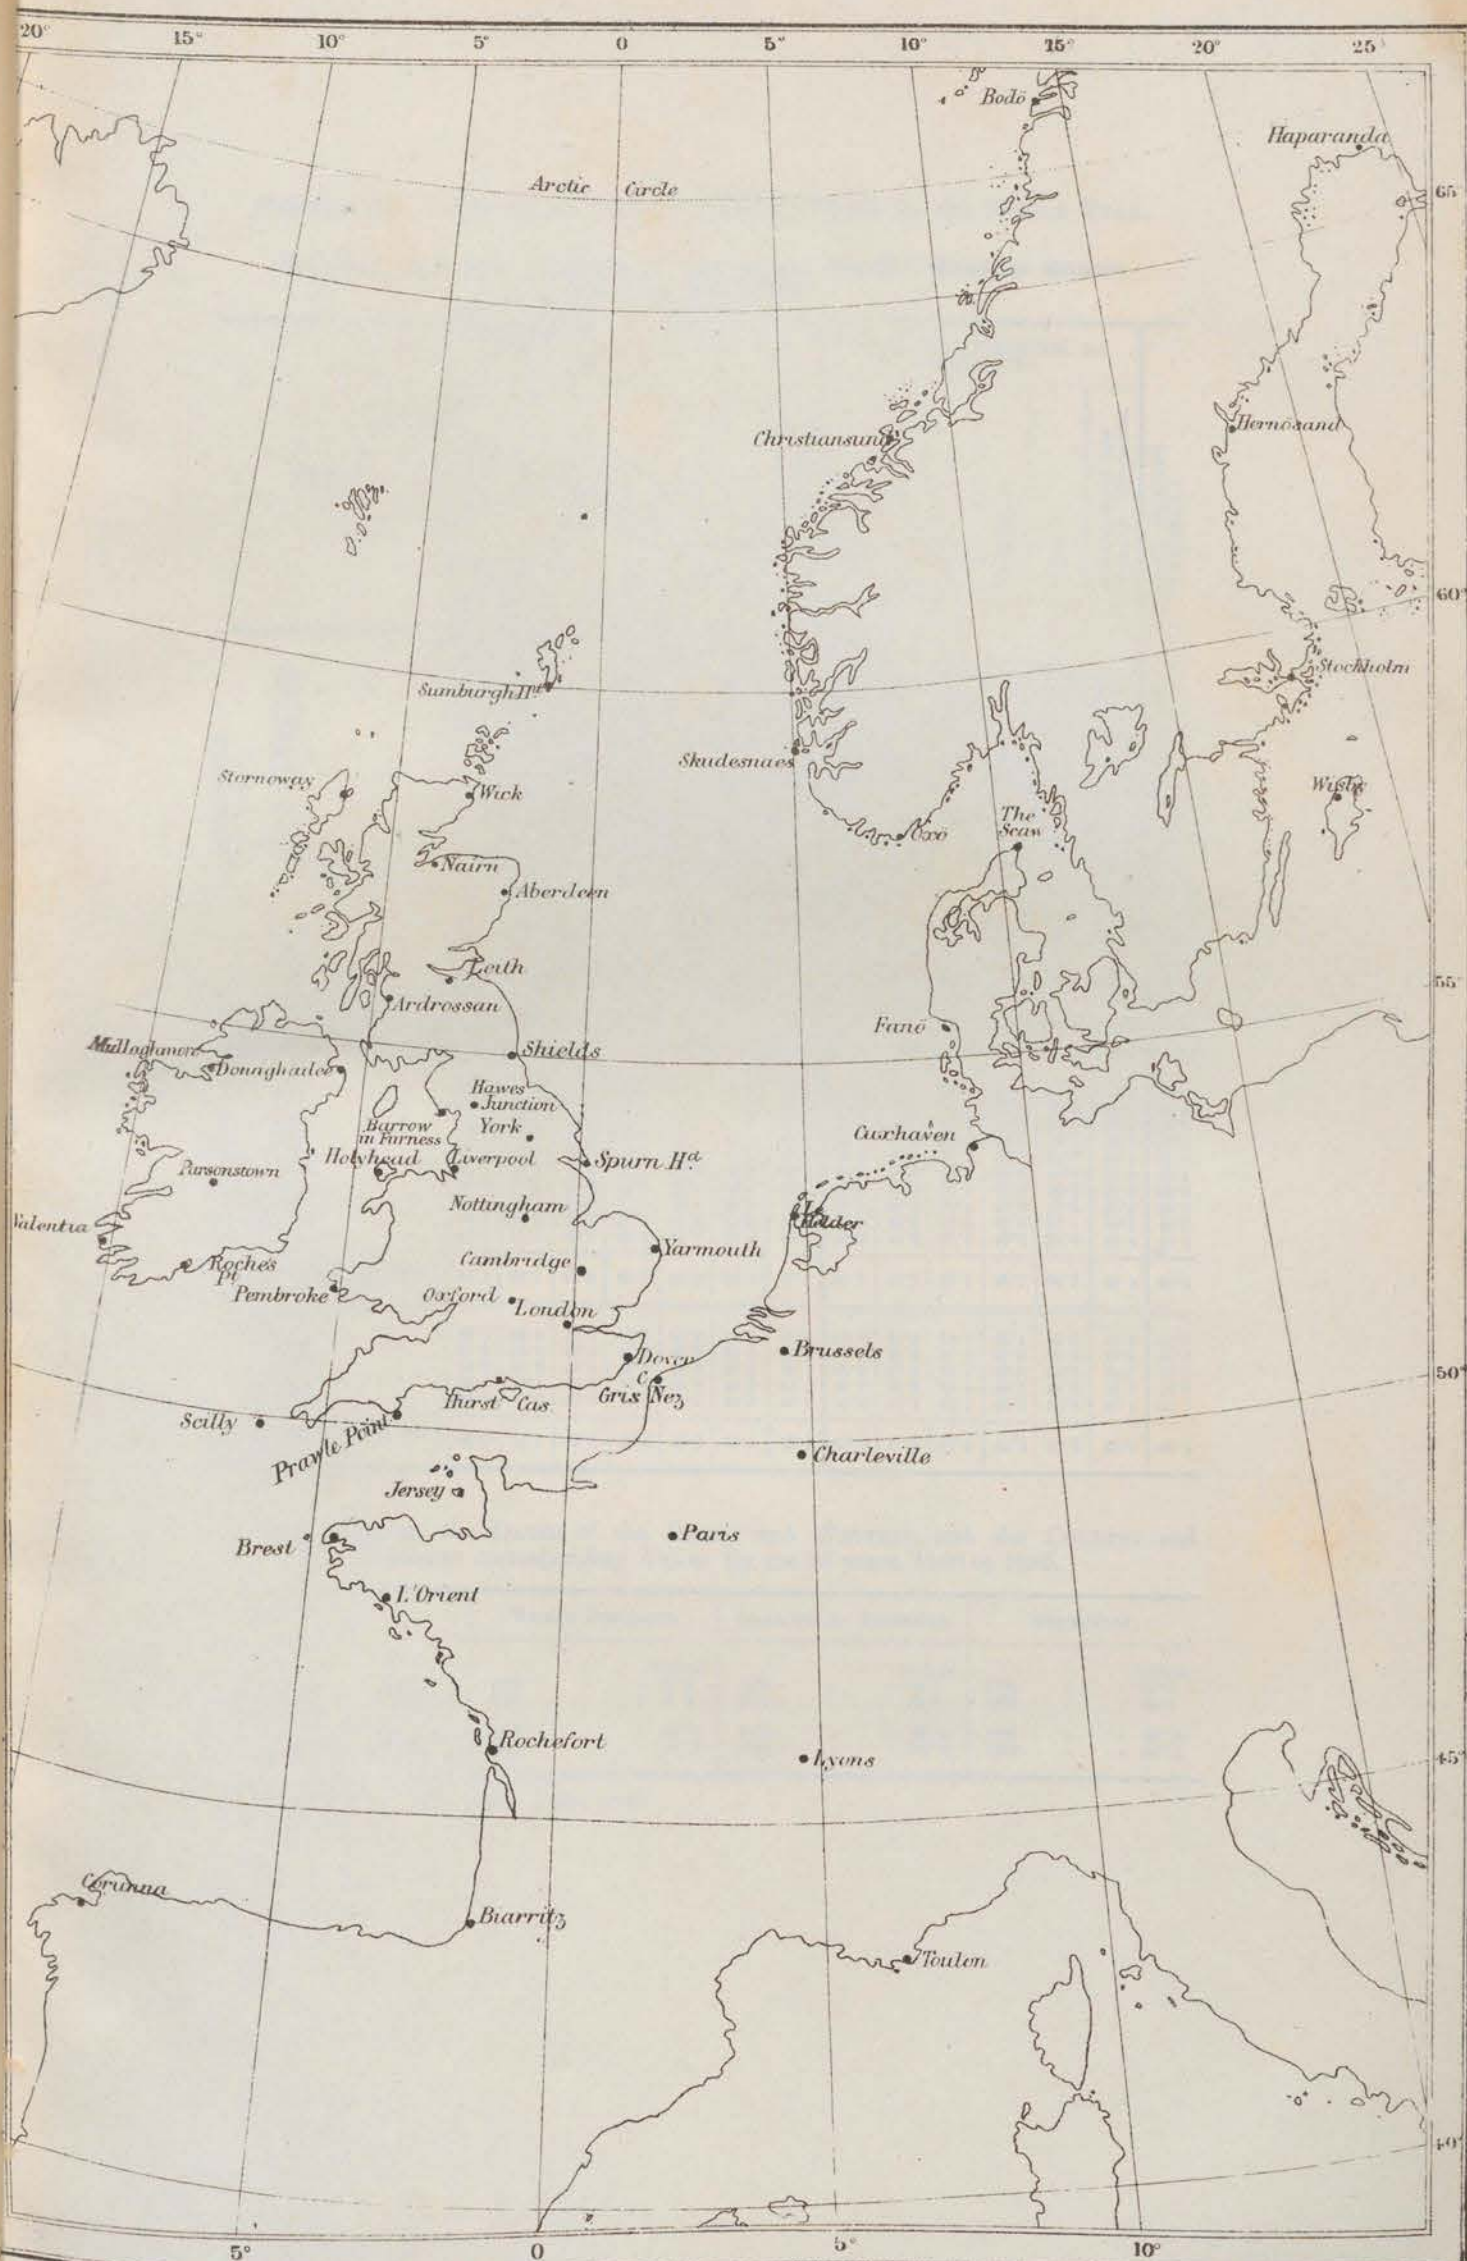 20° 15° 10° 5° 0 5° 10° 15° 20° 25°
Bodö
Haparanda
Arctic Circle
65
Christiansund
Hernösand
60°
Stockholm
Sumburgh Hd
Skudesnaes
Stornoway
Wick
Wisby
The
Scaw
Oxö
Nairn
Aberdeen
Leith
55°
Ardrossan
Fanö
Mullaghmore
Shields
Donaghadee
Hawes
Junction
Barrow
in Furness
York
Cuxhaven
Holyhead
Liverpool
Spurn Hd.
Parsonstown
Nottingham
Valentia
Helder
Yarmouth
Roches
Pt
Cambridge
Pembroke
Oxford
London
Brussels
Dover
50°
C.
Gris Nez
Hurst Cas
Scilly
Prawle Point
Charleville
Jersey
Paris
Brest
L'Orient
Rochefort
Lyons
45°
Corunna
Biarritz
Toulon
40°
5° 0 5° 10°